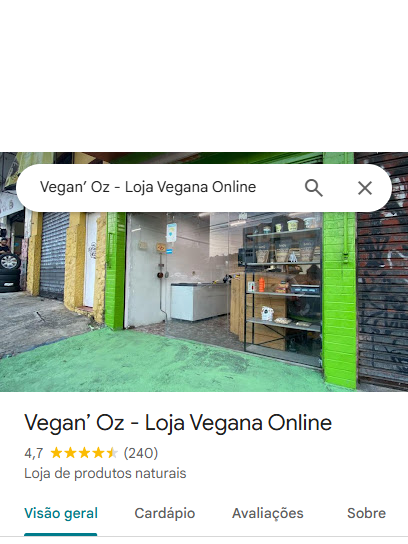 Vegan’ Oz - Loja Vegana Online
Vegan’ Oz - Loja Vegana Online
4,7 (240)
Loja de produtos naturais
Visão geral Cardápio Avaliações Sobre